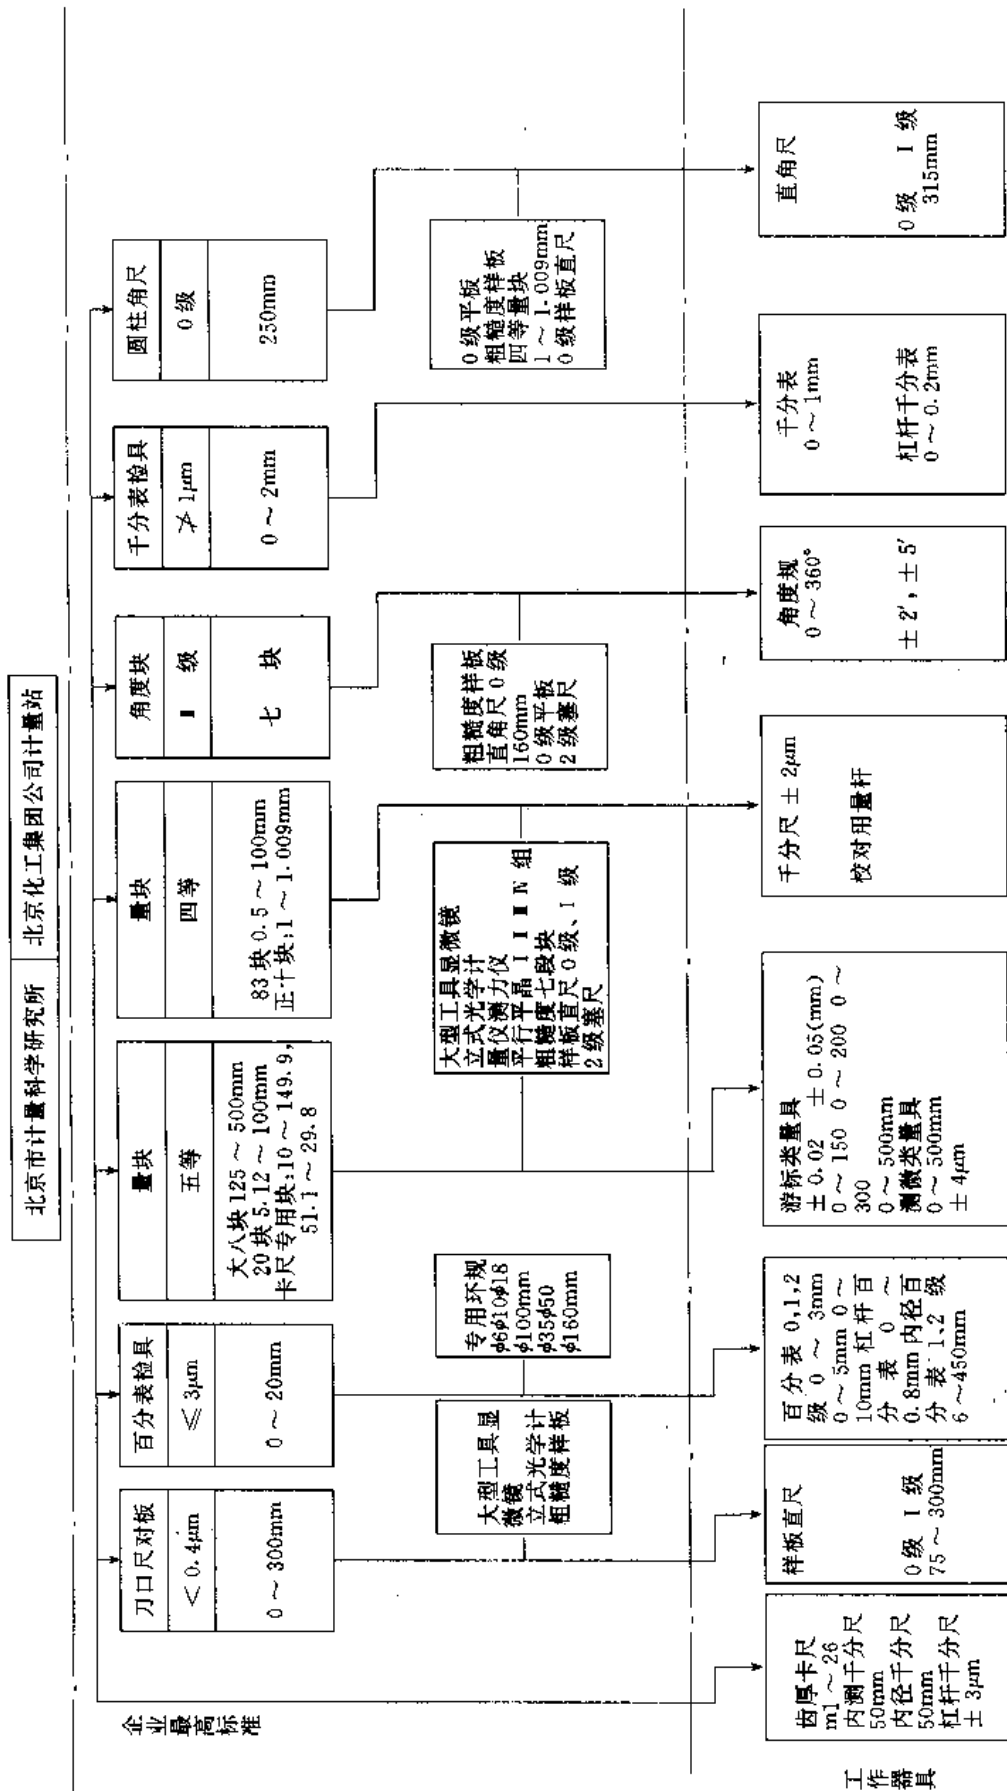 北京市计量科学研究所 北京化工集团公司计量站
企业最高标准
刀口尺对板
＜0.4μm
0～300mm
百分表检具
≤3μm
0～20mm
量块
五等
大八块 125～500mm
20块 5.12～100mm
卡尺专用块:10～149.9,
51.1～29.8
量块
四等
83块 0.5～100mm
正十块;1～1.009mm
角度块
Ⅱ 级
七 块
千分表检具
≯1μm
0～2mm
圆柱角尺
0级
250mm
大型工具显
微镜
立式光学计
粗糙度样板
专用环规
φ6φ10φ18
φ100mm
φ35φ50
φ160mm
大型工具显微镜
立式光学计
量仪测力仪
平行平晶 Ⅰ Ⅱ Ⅲ Ⅳ 组
粗糙度七段块
样板直尺 0级、Ⅰ级
2级塞尺
粗糙度样板
直角尺 0级
160mm
0级平板
2级塞尺
0级平板
粗糙度样板
四等量块
1～1.009mm
0级样板直尺
工作器具
齿厚卡尺
m1～26
内测千分尺
50mm
内径千分尺
50mm
杠杆千分尺
±3μm
样板直尺
0级 Ⅰ级
75～300mm
百分表 0,1,2
级 0～3mm
0～5mm 0～
10mm 杠杆百
分表 0～
0.8mm 内径百
分表 1.2 级
6～450mm
游标类量具
±0.02 ±0.05(mm)
0～150 0～200 0～
300
0～500mm
测微类量具
0～500mm
±4μm
千分尺 ±2μm
校对用量杆
角度规
0～360°
±2′,±5′
千分表
0～1mm
杠杆千分表
0～0.2mm
直角尺
0级 Ⅰ级
315mm